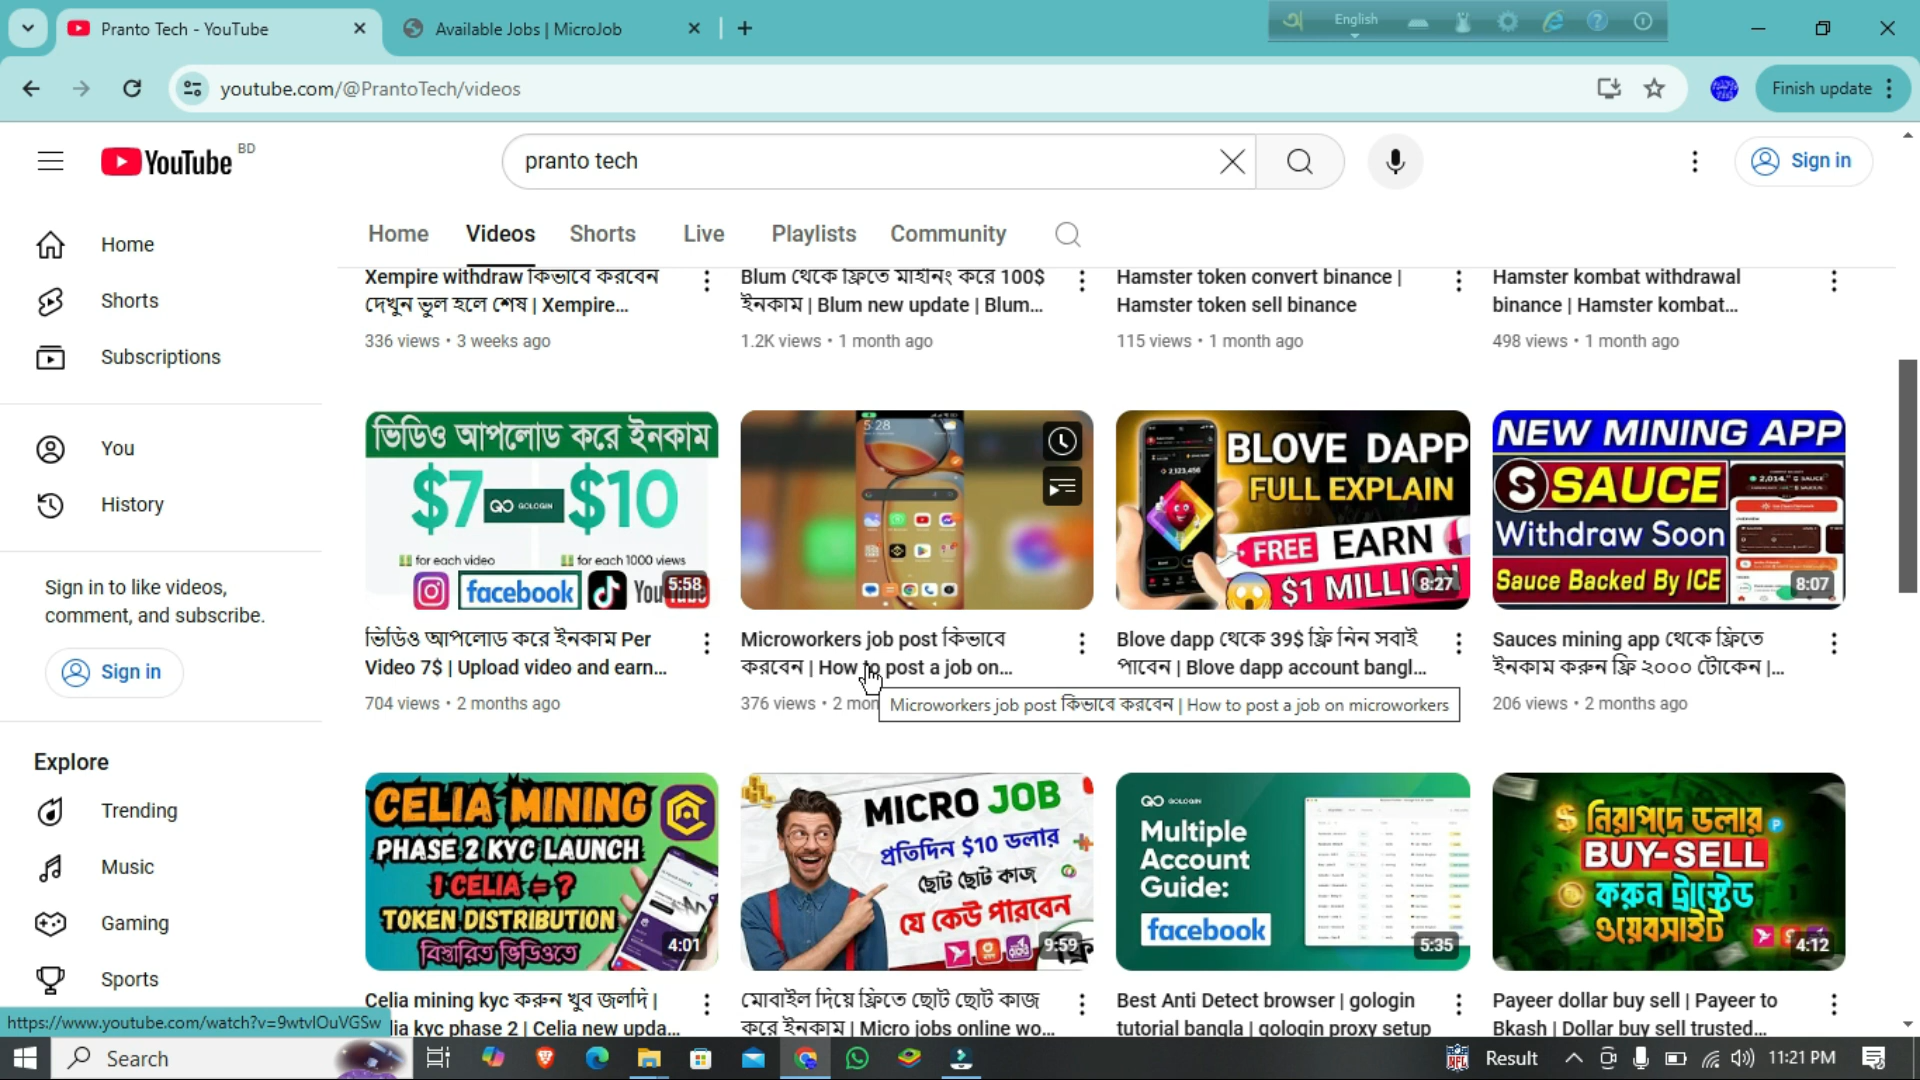 Pranto Tech - YouTube
Available Jobs | MicroJob
English
youtube.com/@PrantoTech/videos
Finish update
YouTube BD
pranto tech
Sign in
Home Videos Shorts Live Playlists Community
Home
Shorts
Subscriptions
You
History
Sign in to like videos,
comment, and subscribe.
Sign in
Explore
Trending
Music
Gaming
Sports
Xempire withdraw কিভাবে করবেন
দেখুন ভুল হলে শেষ | Xempire...
336 views • 3 weeks ago
Blum থেকে ফ্রিতে মাইনিং করে 100$
ইনকাম | Blum new update | Blum...
1.2K views • 1 month ago
Hamster token convert binance |
Hamster token sell binance
115 views • 1 month ago
Hamster kombat withdrawal
binance | Hamster kombat...
498 views • 1 month ago
ভিডিও আপলোড করে ইনকাম
$7 GOLOGIN $10
for each video for each 1000 views
facebook YouTube
5:58
ভিডিও আপলোড করে ইনকাম Per
Video 7$ | Upload video and earn...
704 views • 2 months ago
5:28
Microworkers job post কিভাবে
করবেন | How to post a job on...
376 views • 2 mon
Microworkers job post কিভাবে করবেন | How to post a job on microworkers
BLOVE DAPP
FULL EXPLAIN
2,123,456
FREE EARN
$1 MILLION
8:27
Blove dapp থেকে 39$ ফ্রি নিন সবাই
পাবেন | Blove dapp account bangl...
NEW MINING APP
S SAUCE
2,014.
Withdraw Soon
Sauce Backed By ICE
8:07
Sauces mining app থেকে ফ্রিতে
ইনকাম করুন ফ্রি ২০০০ টোকেন |...
206 views • 2 months ago
CELIA MINING
PHASE 2 KYC LAUNCH
1 CELIA = ?
TOKEN DISTRIBUTION
বিস্তারিত ভিডিওতে
4:01
Celia mining kyc করুন খুব জলদি |
lia kyc phase 2 | Celia new upda...
MICRO JOB
প্রতিদিন $10 ডলার
ছোট ছোট কাজ
যে কেউ পারবেন
9:59
মোবাইল দিয়ে ফ্রিতে ছোট ছোট কাজ
করে ইনকাম | Micro jobs online wo...
GOLOGIN
Multiple
Account
Guide:
facebook
5:35
Best Anti Detect browser | gologin
tutorial bangla | gologin proxy setup
নিরাপদে ডলার
BUY-SELL
করুন ট্রাস্টেড
ওয়েবসাইট
4:12
Payeer dollar buy sell | Payeer to
Bkash | Dollar buy sell trusted...
https://www.youtube.com/watch?v=9wtvlOuVGSw
Search
Result
11:21 PM